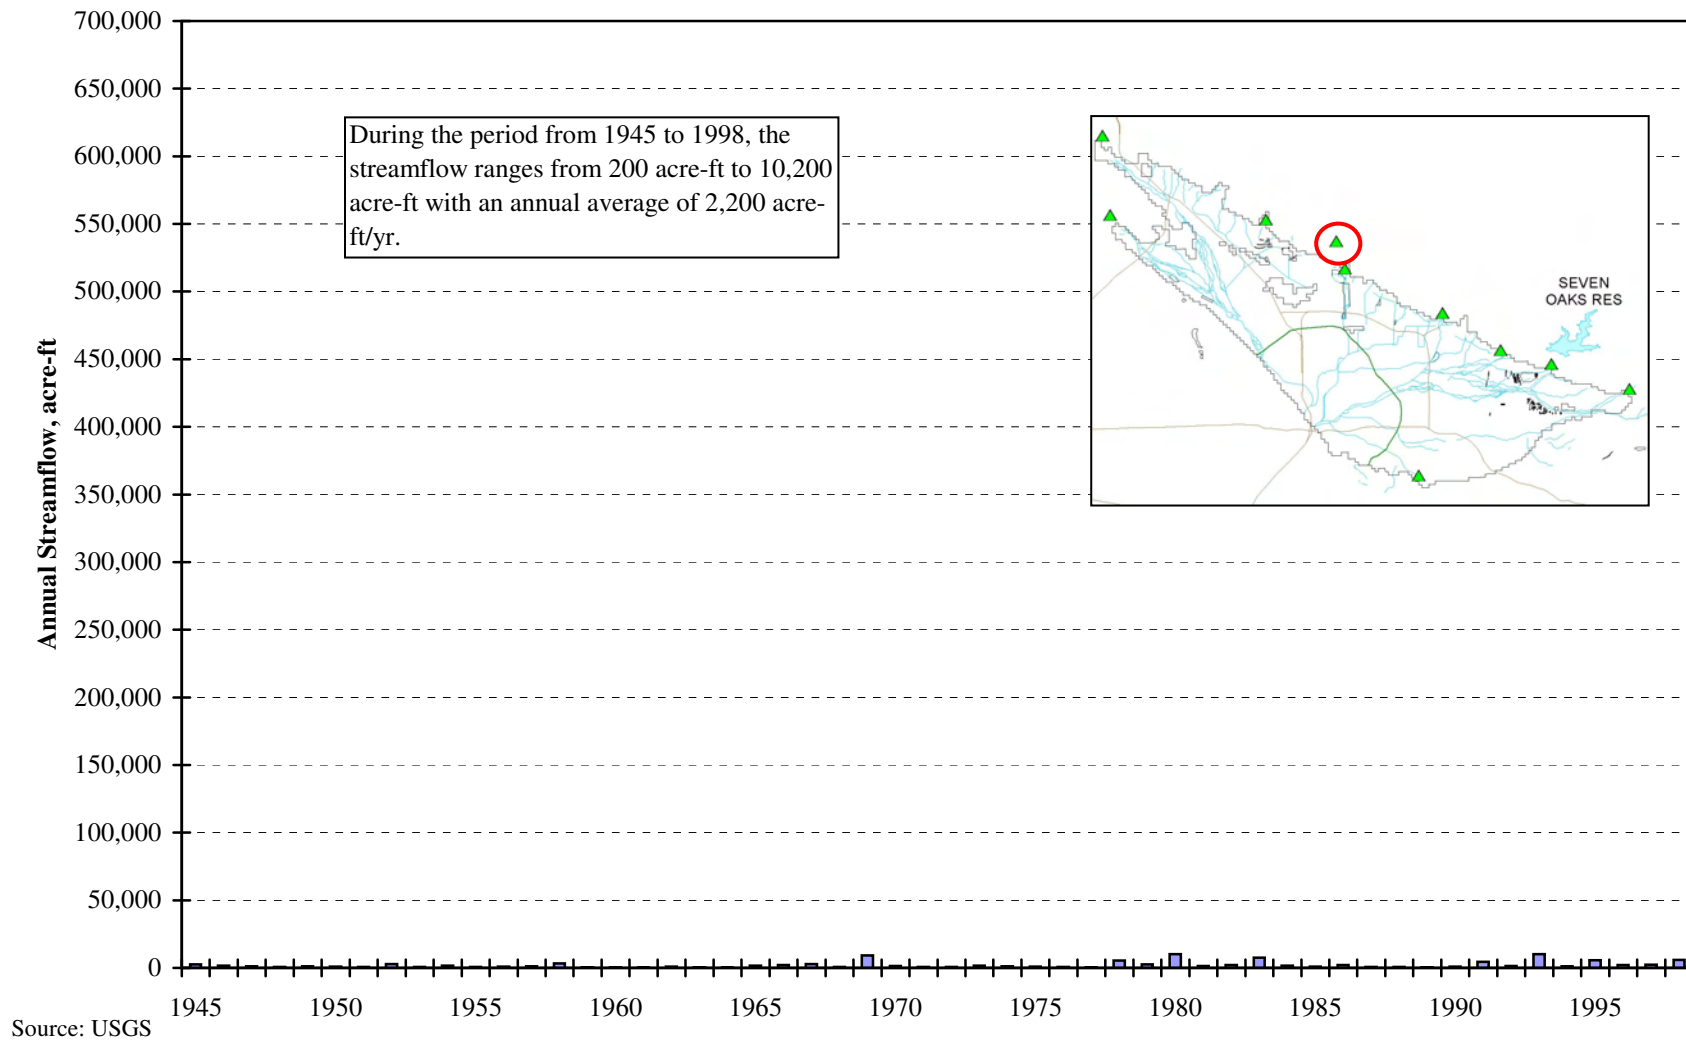 700,000
650,000
600,000
550,000
500,000
450,000
400,000
350,000
300,000
250,000
200,000
150,000
100,000
50,000
0
Annual Streamflow, acre-ft
During the period from 1945 to 1998, the
streamflow ranges from 200 acre-ft to 10,200
acre-ft with an annual average of 2,200 acre-
ft/yr.
SEVEN
OAKS RES
1945 1950 1955 1960 1965 1970 1975 1980 1985 1990 1995
Source: USGS